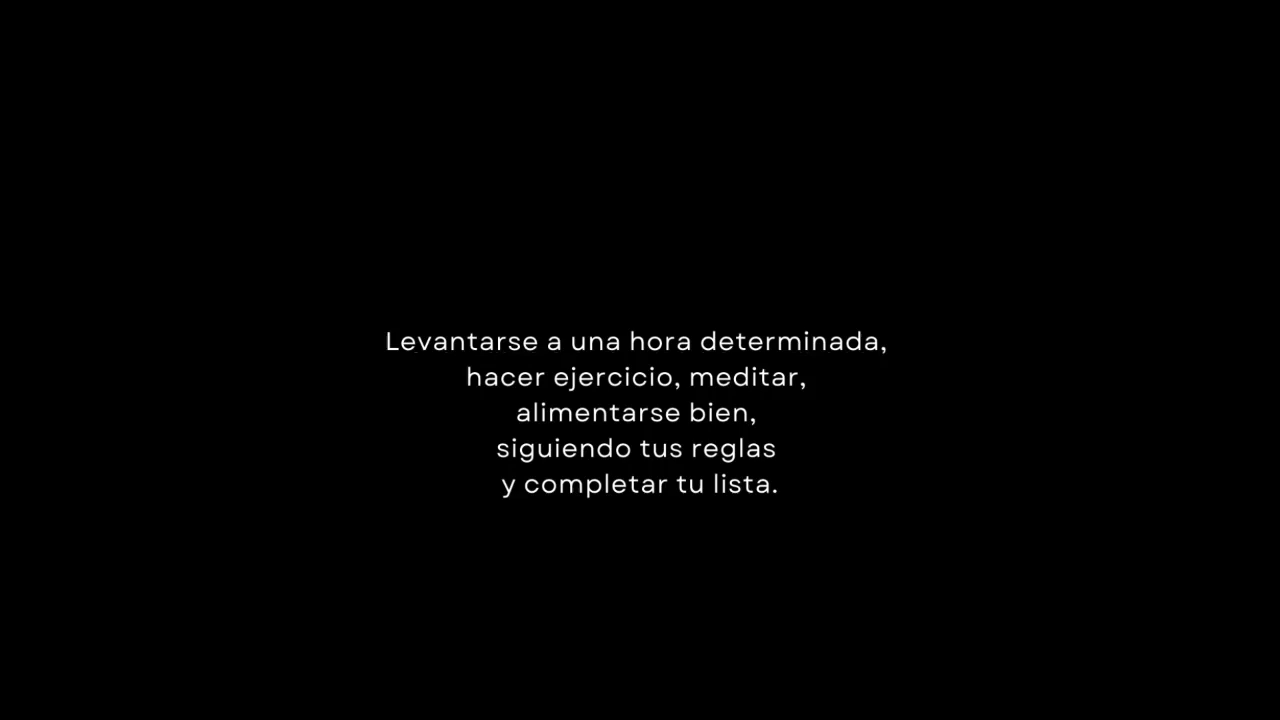 Levantarse a una hora determinada,
hacer ejercicio, meditar,
alimentarse bien,
siguiendo tus reglas
y completar tu lista.